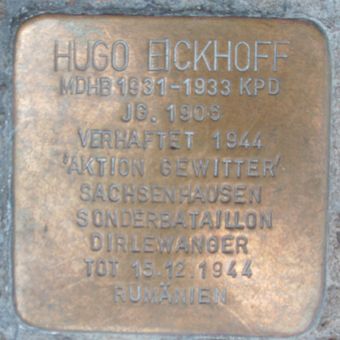 HUGO EICKHOFF
MDHB 1931-1933 KPD
JG. 1906
VERHAFTET 1944
'AKTION GEWITTER'
SACHSENHAUSEN
SONDERBATAILLON
DIRLEWANGER
TOT 15.12.1944
RUMÄNIEN